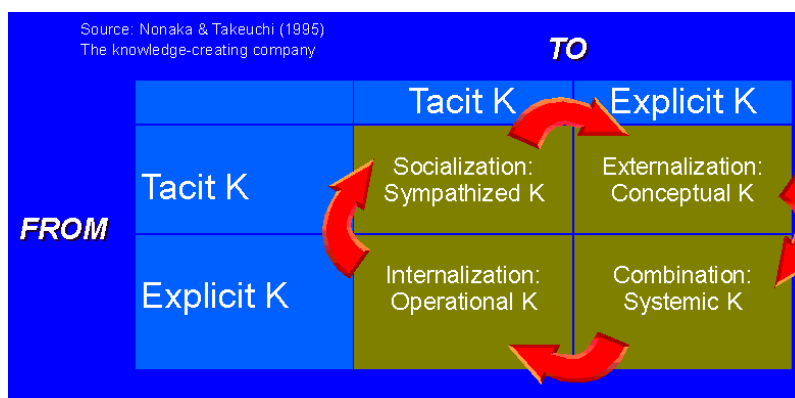 Source: Nonaka & Takeuchi (1995)
The knowledge-creating company
TO
Tacit K
Explicit K
FROM
Tacit K
Socialization:
Sympathized K
Externalization:
Conceptual K
Explicit K
Internalization:
Operational K
Combination:
Systemic K